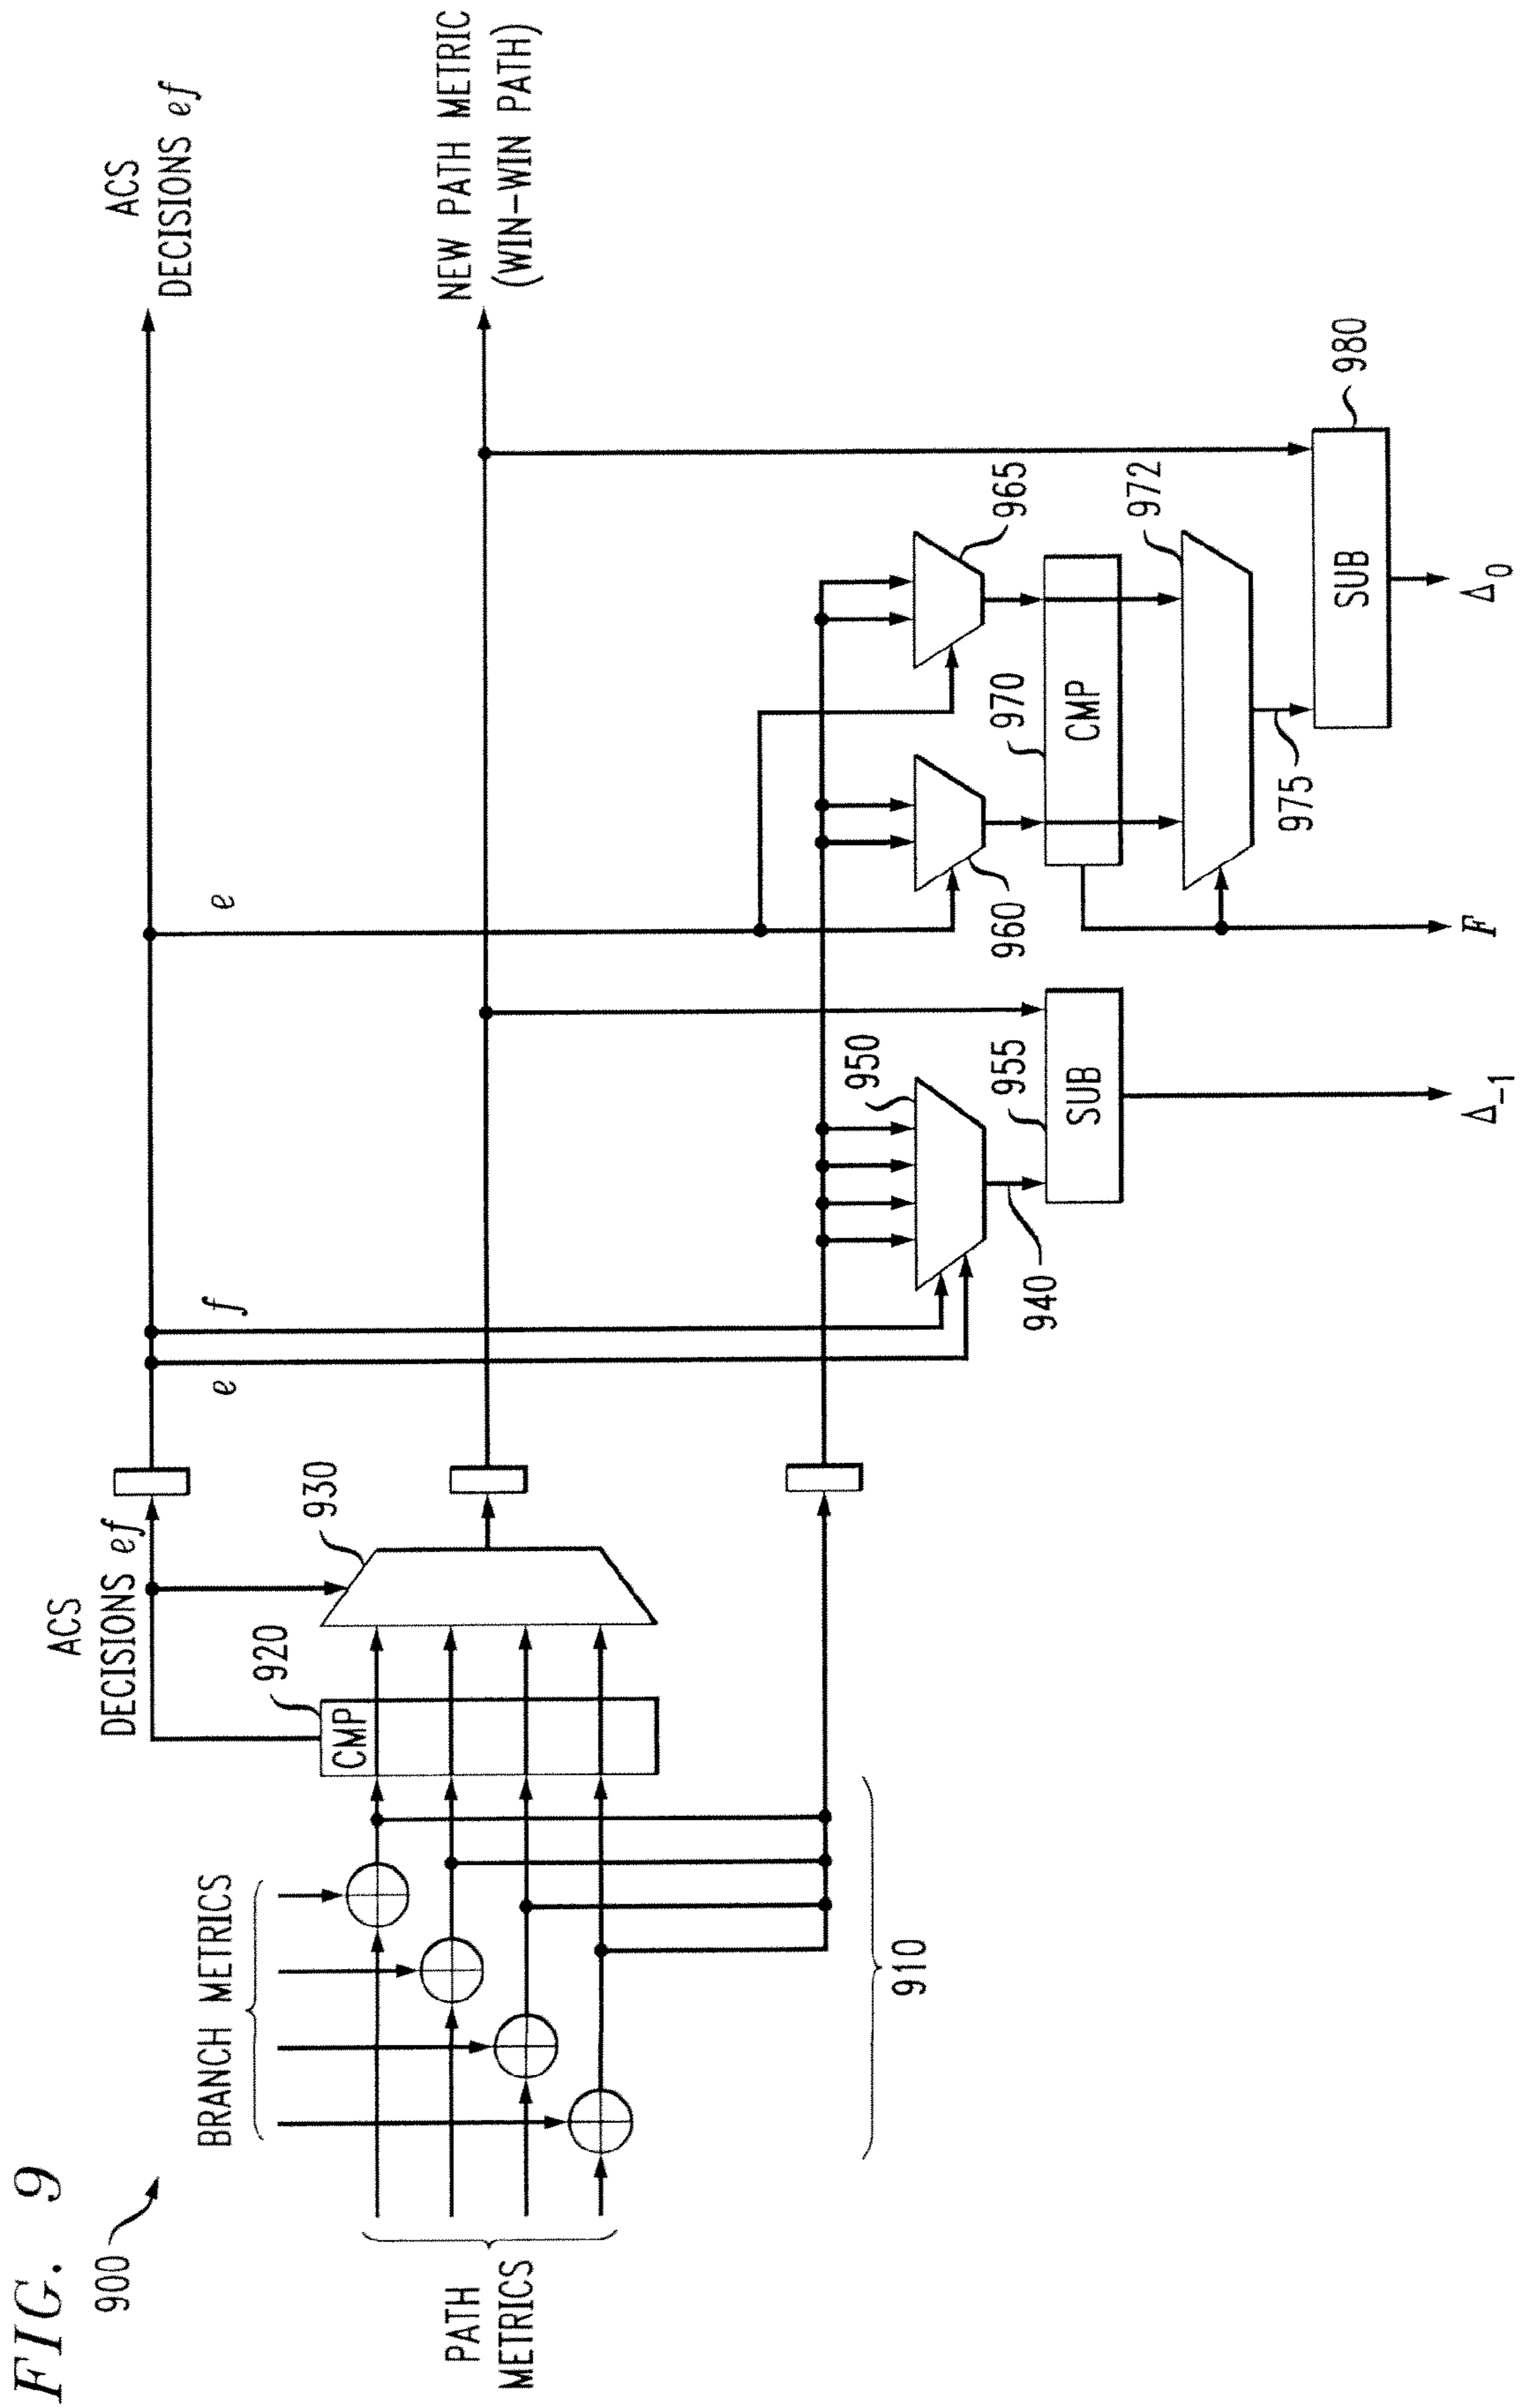 FIG. 9
900
PATH
METRICS
BRANCH METRICS
910
ACS
DECISIONS ef
920
CMP
930
e
f
e
ACS
DECISIONS ef
NEW PATH METRIC
(WIN-WIN PATH)
950
940
955
SUB
Δ-1
960
965
970
CMP
972
975
F
980
SUB
Δ0